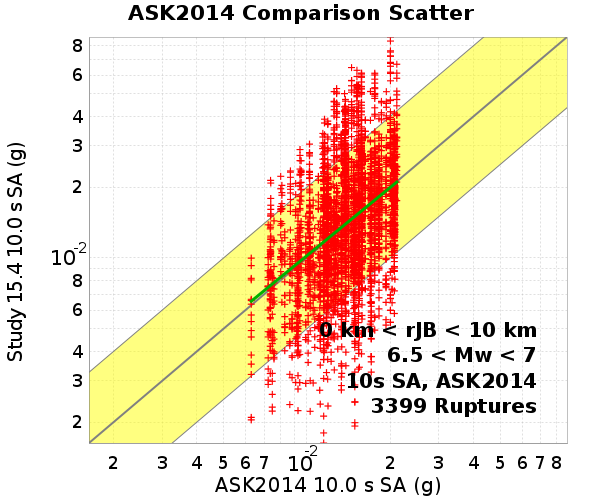 ASK2014 Comparison Scatter
Study 15.4 10.0 s SA (g)
8
6
4
3
2
10-2
8
6
4
3
2
0 km < rJB < 10 km
6.5 < Mw < 7
10s SA, ASK2014
3399 Ruptures
2 3 4 5 6 7 10-2 2 3 4 5 6 7 8
ASK2014 10.0 s SA (g)